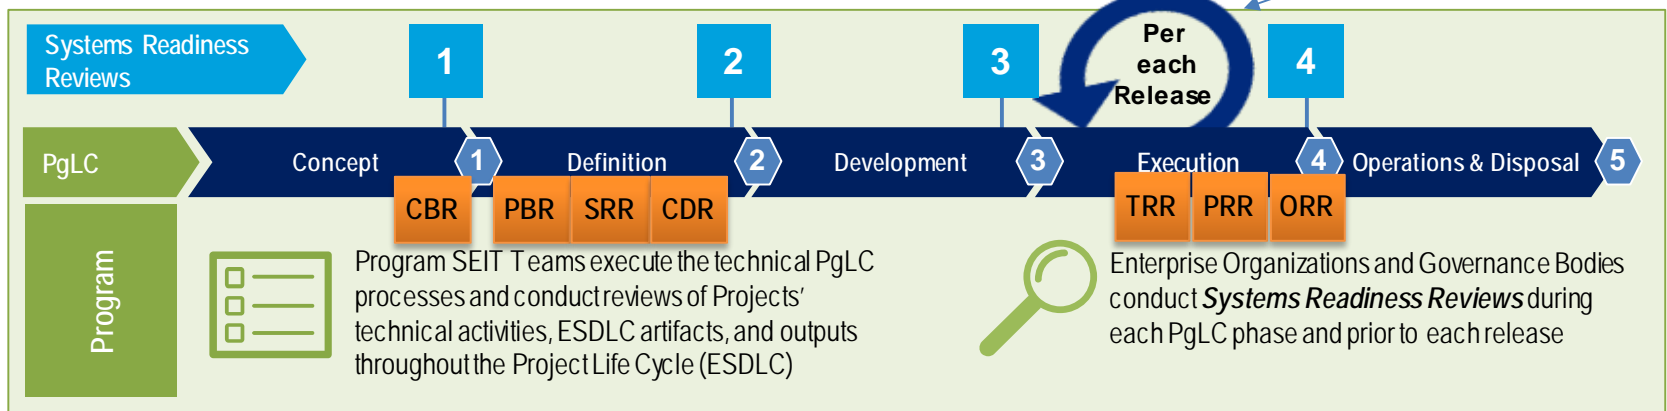 Systems Readiness
Reviews
1
2
3
Per
each
Release
4
PgLC
Concept
1
Definition
2
Development
3
Execution
4
Operations & Disposal
5
CBR
PBR
SRR
CDR
TRR
PRR
ORR
Program
Program SEIT Teams execute the technical PgLC
processes and conduct reviews of Projects’
technical activities, ESDLC artifacts, and outputs
throughout the Project Life Cycle (ESDLC)
Enterprise Organizations and Governance Bodies
conduct Systems Readiness Reviews during
each PgLC phase and prior to each release